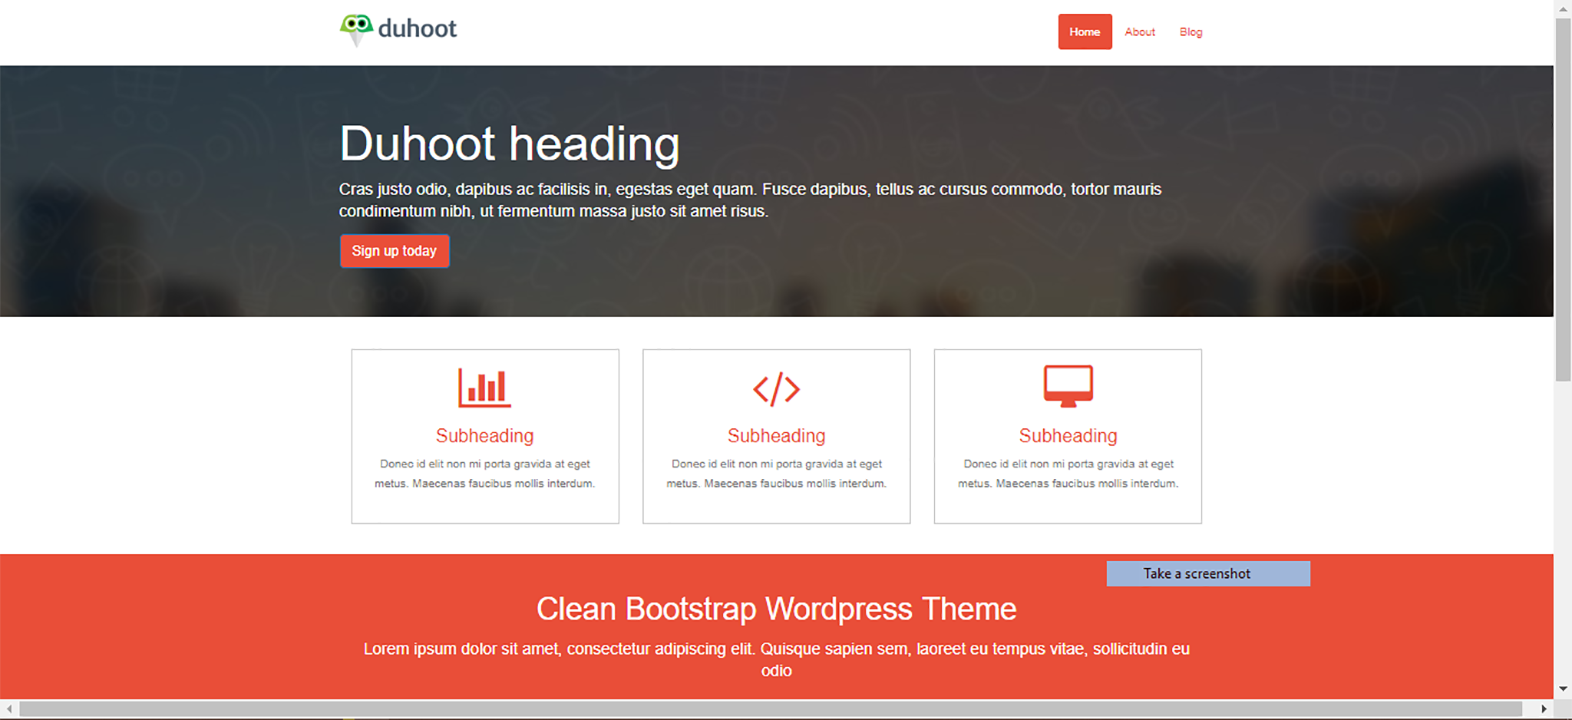 duhoot
Home About Blog
Duhoot heading
Cras justo odio, dapibus ac facilisis in, egestas eget quam. Fusce dapibus, tellus ac cursus commodo, tortor mauris
condimentum nibh, ut fermentum massa justo sit amet risus.
Sign up today
Subheading
Donec id elit non mi porta gravida at eget
metus. Maecenas faucibus mollis interdum.
Subheading
Donec id elit non mi porta gravida at eget
metus. Maecenas faucibus mollis interdum.
Subheading
Donec id elit non mi porta gravida at eget
metus. Maecenas faucibus mollis interdum.
Take a screenshot
Clean Bootstrap Wordpress Theme
Lorem ipsum dolor sit amet, consectetur adipiscing elit. Quisque sapien sem, laoreet eu tempus vitae, sollicitudin eu
odio